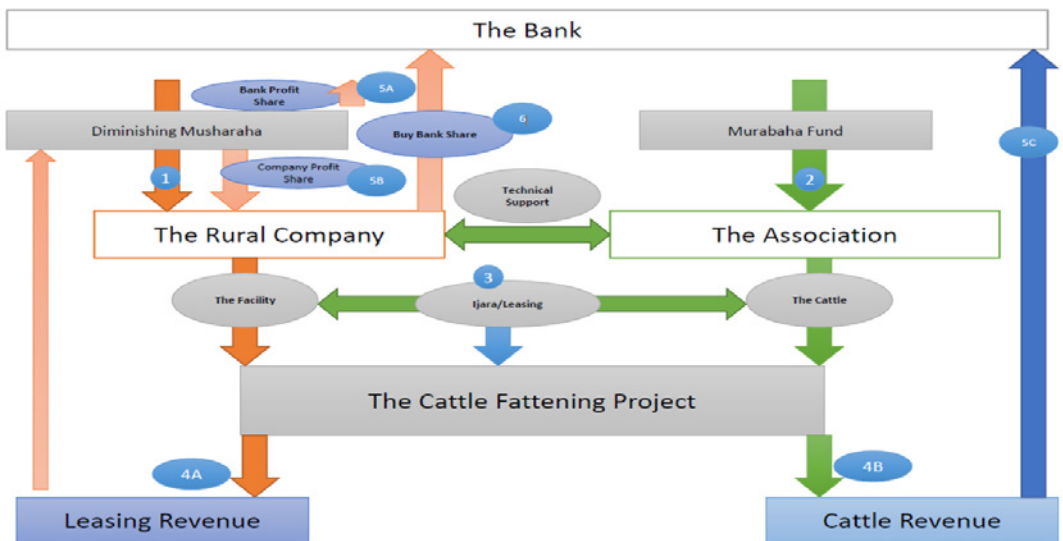 The Bank
Bank Profit
Share
5A
Diminishing Musharaha
Buy Bank Share
6
Murabaha Fund
5C
1
Company Profit
Share
5B
2
Technical
Support
The Rural Company
The Association
3
The Facility
Ijara/Leasing
The Cattle
The Cattle Fattening Project
4A
4B
Leasing Revenue
Cattle Revenue